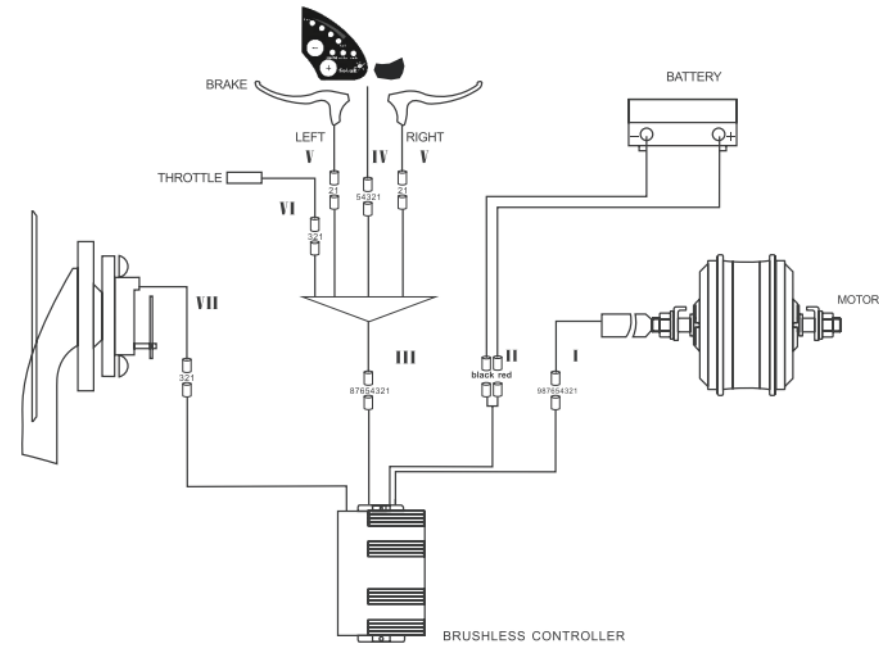 BRAKE
BATTERY
LEFT
RIGHT
V
IV
V
− +
THROTTLE
21
54321
21
VI
321
MOTOR
VII
III
II
I
321
87654321
black red
987654321
BRUSHLESS CONTROLLER